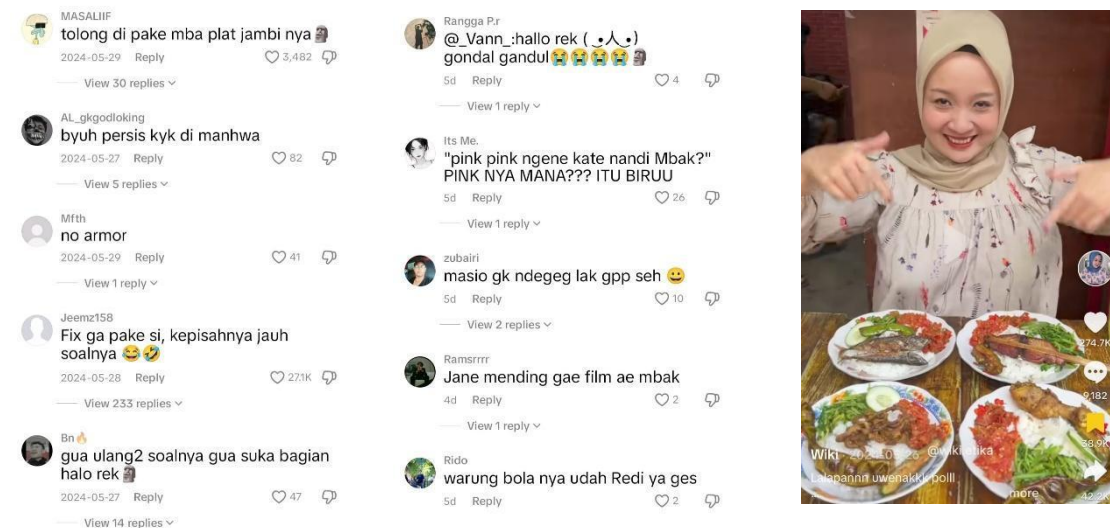 MASALIIF
tolong di pake mba plat jambi nya🗿
2024-05-29 Reply 3,482
View 30 replies
AL_gkgodloking
byuh persis kyk di manhwa
2024-05-27 Reply 82
View 5 replies
Mfth
no armor
2024-05-29 Reply 41
View 1 reply
Jeemz158
Fix ga pake si, kepisahnya jauh
soalnya 😂🤣
2024-05-28 Reply 27.1K
View 233 replies
Bn🔥
gua ulang2 soalnya gua suka bagian
halo rek🗿
2024-05-27 Reply 47
View 14 replies
Rangga P.r
@_Vann_:hallo rek ( ͜.人 ͜.)
gondal gandul😭😭😭😭🗿
5d Reply 4
View 1 reply
Its Me.
"pink pink ngene kate nandi Mbak?"
PINK NYA MANA??? ITU BIRUU
5d Reply 26
View 1 reply
zubairi
masio gk ndegeg lak gpp seh 😀
5d Reply 10
View 2 replies
Ramsrrrr
Jane mending gae film ae mbak
4d Reply 2
View 1 reply
Rido
warung bola nya udah Redi ya ges
5d Reply 2
274.7K
9,182
38.9K
Wiki
Lalapannn uwenakkk polll
more
42.2K